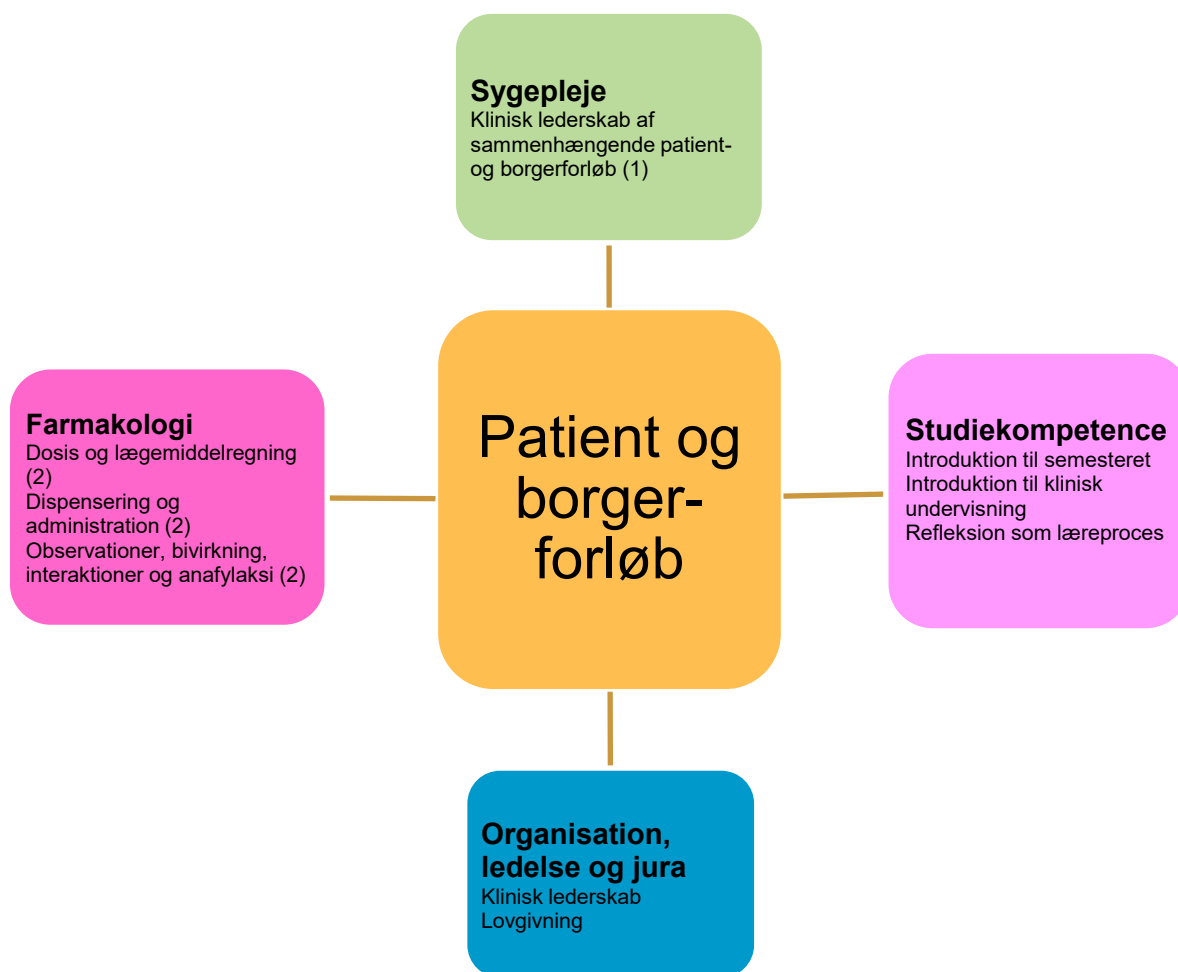 Sygepleje
Klinisk lederskab af
sammenhængende patient-
og borgerforløb (1)
Farmakologi
Dosis og lægemiddelregning
(2)
Dispensering og
administration (2)
Observationer, bivirkning,
interaktioner og anafylaksi (2)
Patient og
borger-
forløb
Studiekompetence
Introduktion til semesteret
Introduktion til klinisk
undervisning
Refleksion som læreproces
Organisation,
ledelse og jura
Klinisk lederskab
Lovgivning